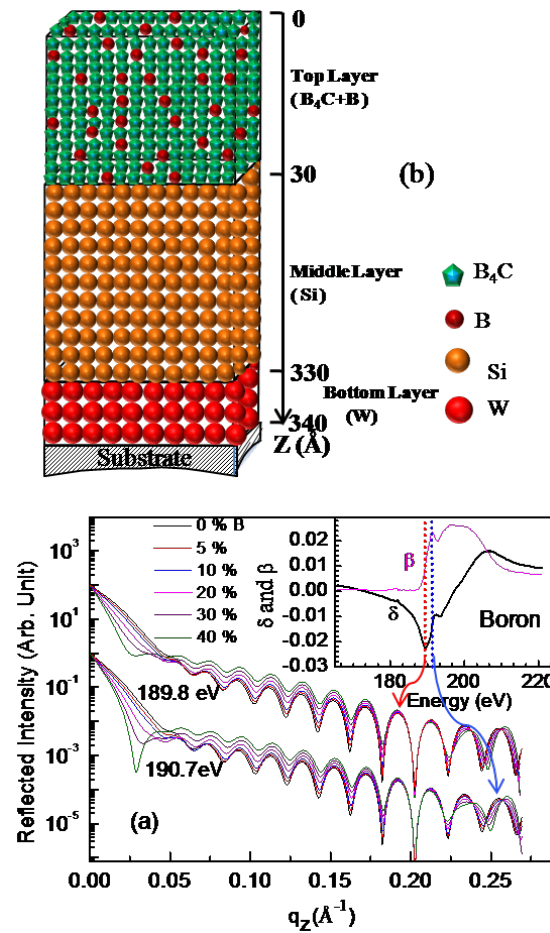 0
Top Layer
(B₄C+B)
30
(b)
Middle Layer
(Si)
B₄C
B
Si
W
330
Bottom Layer
(W)
340
Z (Å)
Substrate
Reflected Intensity (Arb. Unit)
10³
10¹
10⁻¹
10⁻³
10⁻⁵
0 % B
5 %
10 %
20 %
30 %
40 %
189.8 eV
190.7eV
(a)
δ and β
0.02
0.01
0.00
-0.01
-0.02
-0.03
β
δ
Boron
180 200 220
Energy (eV)
0.00 0.05 0.10 0.15 0.20 0.25
q_z(Å⁻¹)